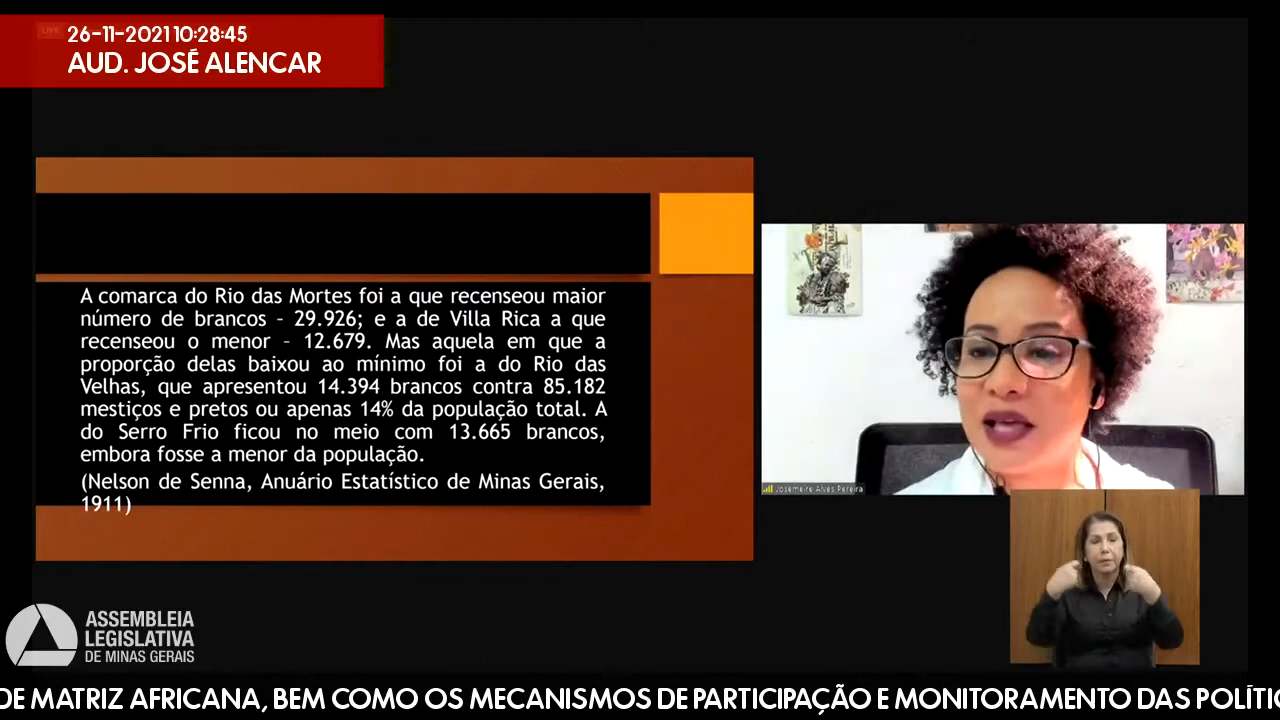 LIVE
26-11-2021 10:28:45
AUD. JOSÉ ALENCAR
A comarca do Rio das Mortes foi a que recenseou maior
número de brancos – 29.926; e a de Villa Rica a que
recenseou o menor – 12.679. Mas aquela em que a
proporção delas baixou ao mínimo foi a do Rio das
Velhas, que apresentou 14.394 brancos contra 85.182
mestiços e pretos ou apenas 14% da população total. A
do Serro Frio ficou no meio com 13.665 brancos,
embora fosse a menor da população.
(Nelson de Senna, Anuário Estatístico de Minas Gerais,
1911)
Josemeire Alves Pereira
ASSEMBLEIA
LEGISLATIVA
DE MINAS GERAIS
DE MATRIZ AFRICANA, BEM COMO OS MECANISMOS DE PARTICIPAÇÃO E MONITORAMENTO DAS POLÍTIC